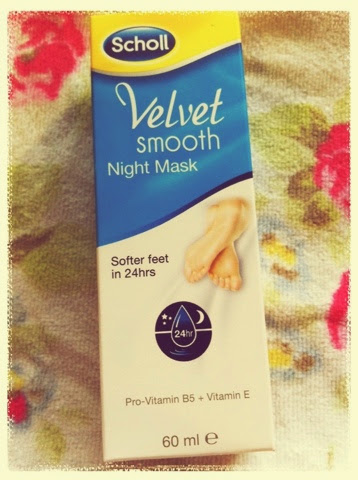 Scholl
Velvet
smooth
Night Mask
Softer feet
in 24hrs
24hr
Pro-Vitamin B5 + Vitamin E
60 ml ℮